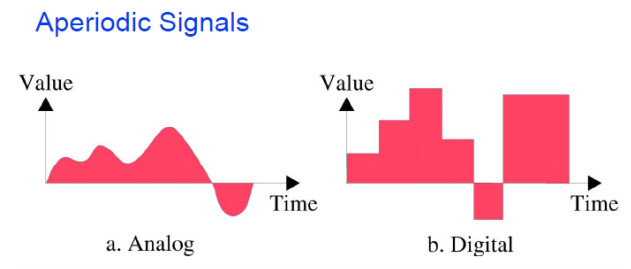 Aperiodic Signals
Value
Time
a. Analog
Value
Time
b. Digital